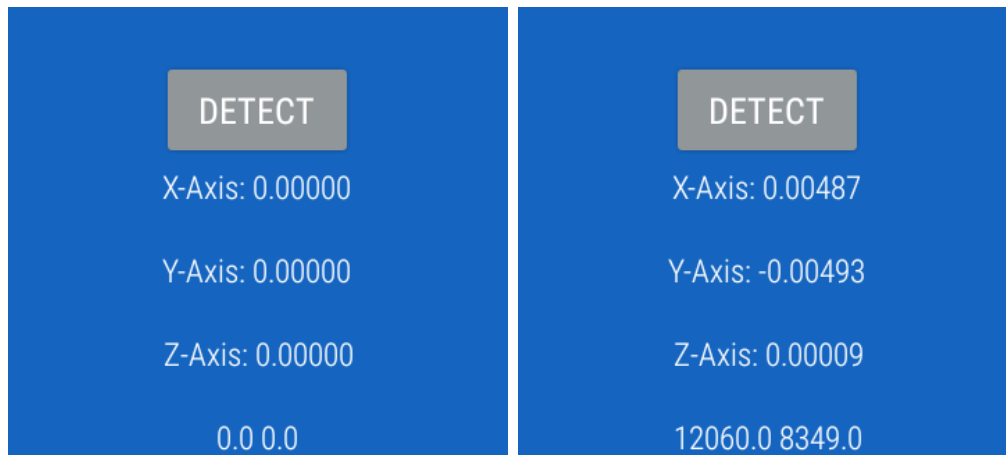 DETECT
X-Axis: 0.00000
Y-Axis: 0.00000
Z-Axis: 0.00000
0.0 0.0
DETECT
X-Axis: 0.00487
Y-Axis: -0.00493
Z-Axis: 0.00009
12060.0 8349.0